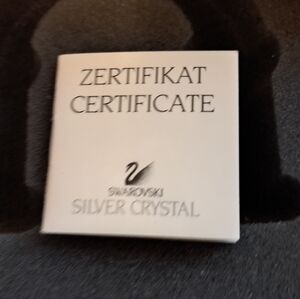 ZERTIFIKAT
CERTIFICATE
SWAROVSKI
SILVER CRYSTAL